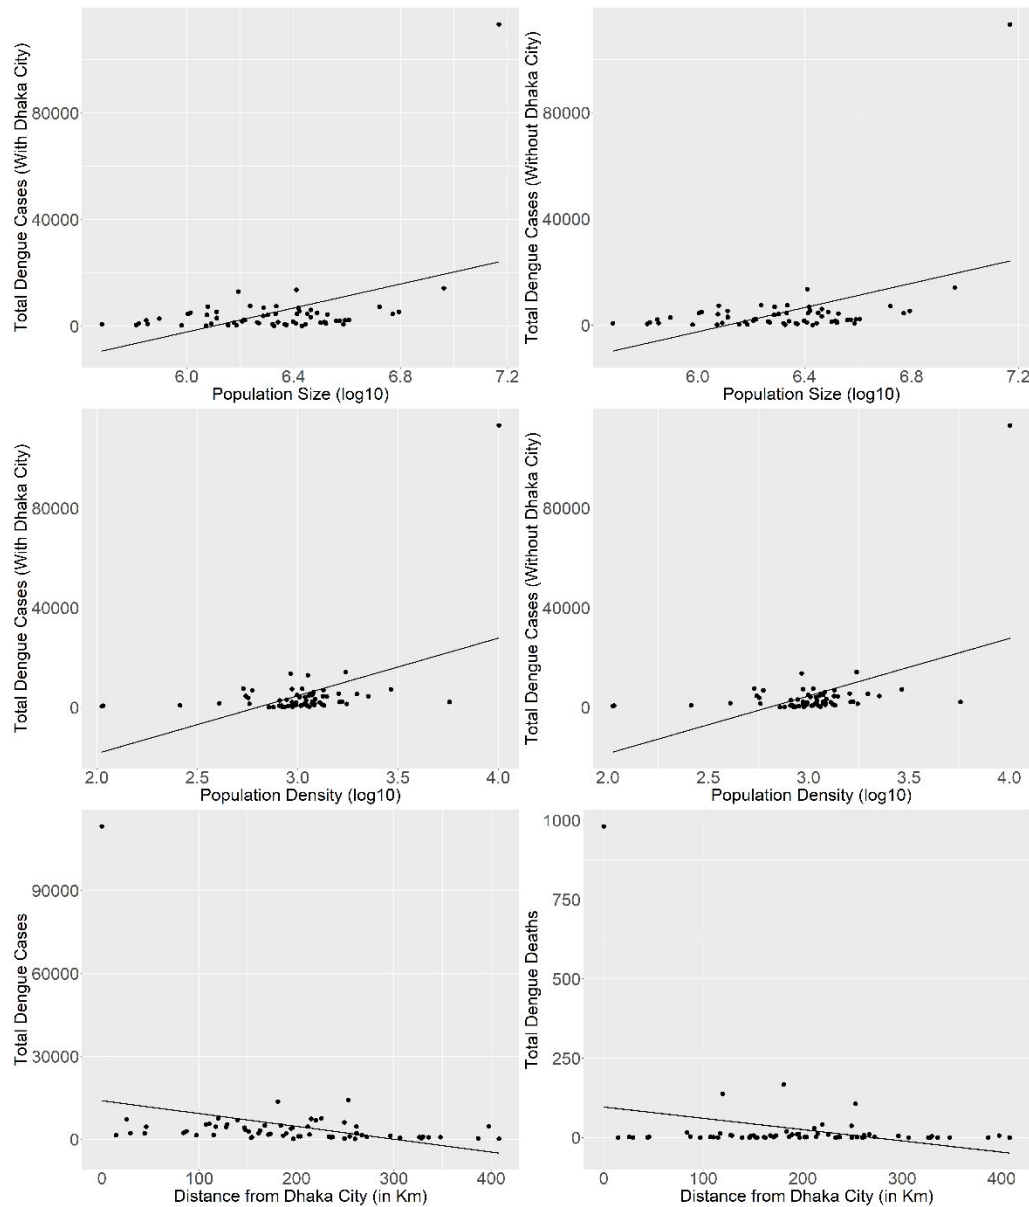 Total Dengue Cases (With Dhaka City)
80000
40000
0
6.0 6.4 6.8 7.2
Population Size (log10)
Total Dengue Cases (Without Dhaka City)
80000
40000
0
6.0 6.4 6.8 7.2
Population Size (log10)
Total Dengue Cases (With Dhaka City)
80000
40000
0
2.0 2.5 3.0 3.5 4.0
Population Density (log10)
Total Dengue Cases (Without Dhaka City)
80000
40000
0
2.0 2.5 3.0 3.5 4.0
Population Density (log10)
Total Dengue Cases
90000
60000
30000
0
0 100 200 300 400
Distance from Dhaka City (in Km)
Total Dengue Deaths
1000
750
500
250
0
0 100 200 300 400
Distance from Dhaka City (in Km)